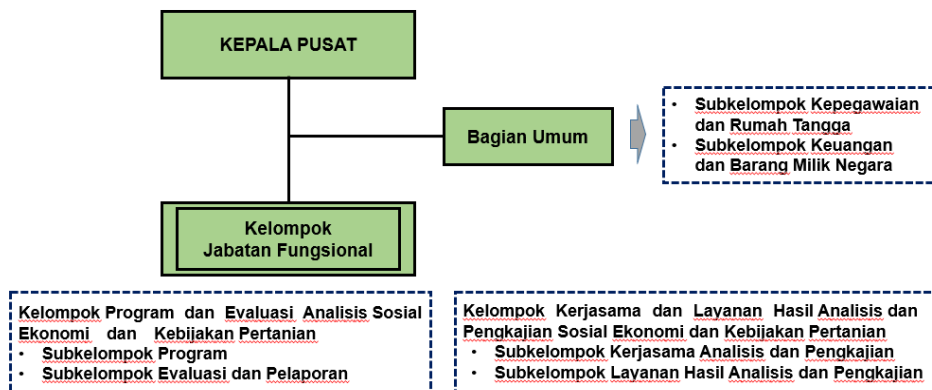 KEPALA PUSAT
Bagian Umum
• Subkelompok Kepegawaian
dan Rumah Tangga
• Subkelompok Keuangan
dan Barang Milik Negara
Kelompok
Jabatan Fungsional
Kelompok Program dan Evaluasi Analisis Sosial
Ekonomi dan Kebijakan Pertanian
• Subkelompok Program
• Subkelompok Evaluasi dan Pelaporan
Kelompok Kerjasama dan Layanan Hasil Analisis dan
Pengkajian Sosial Ekonomi dan Kebijakan Pertanian
• Subkelompok Kerjasama Analisis dan Pengkajian
• Subkelompok Layanan Hasil Analisis dan Pengkajian